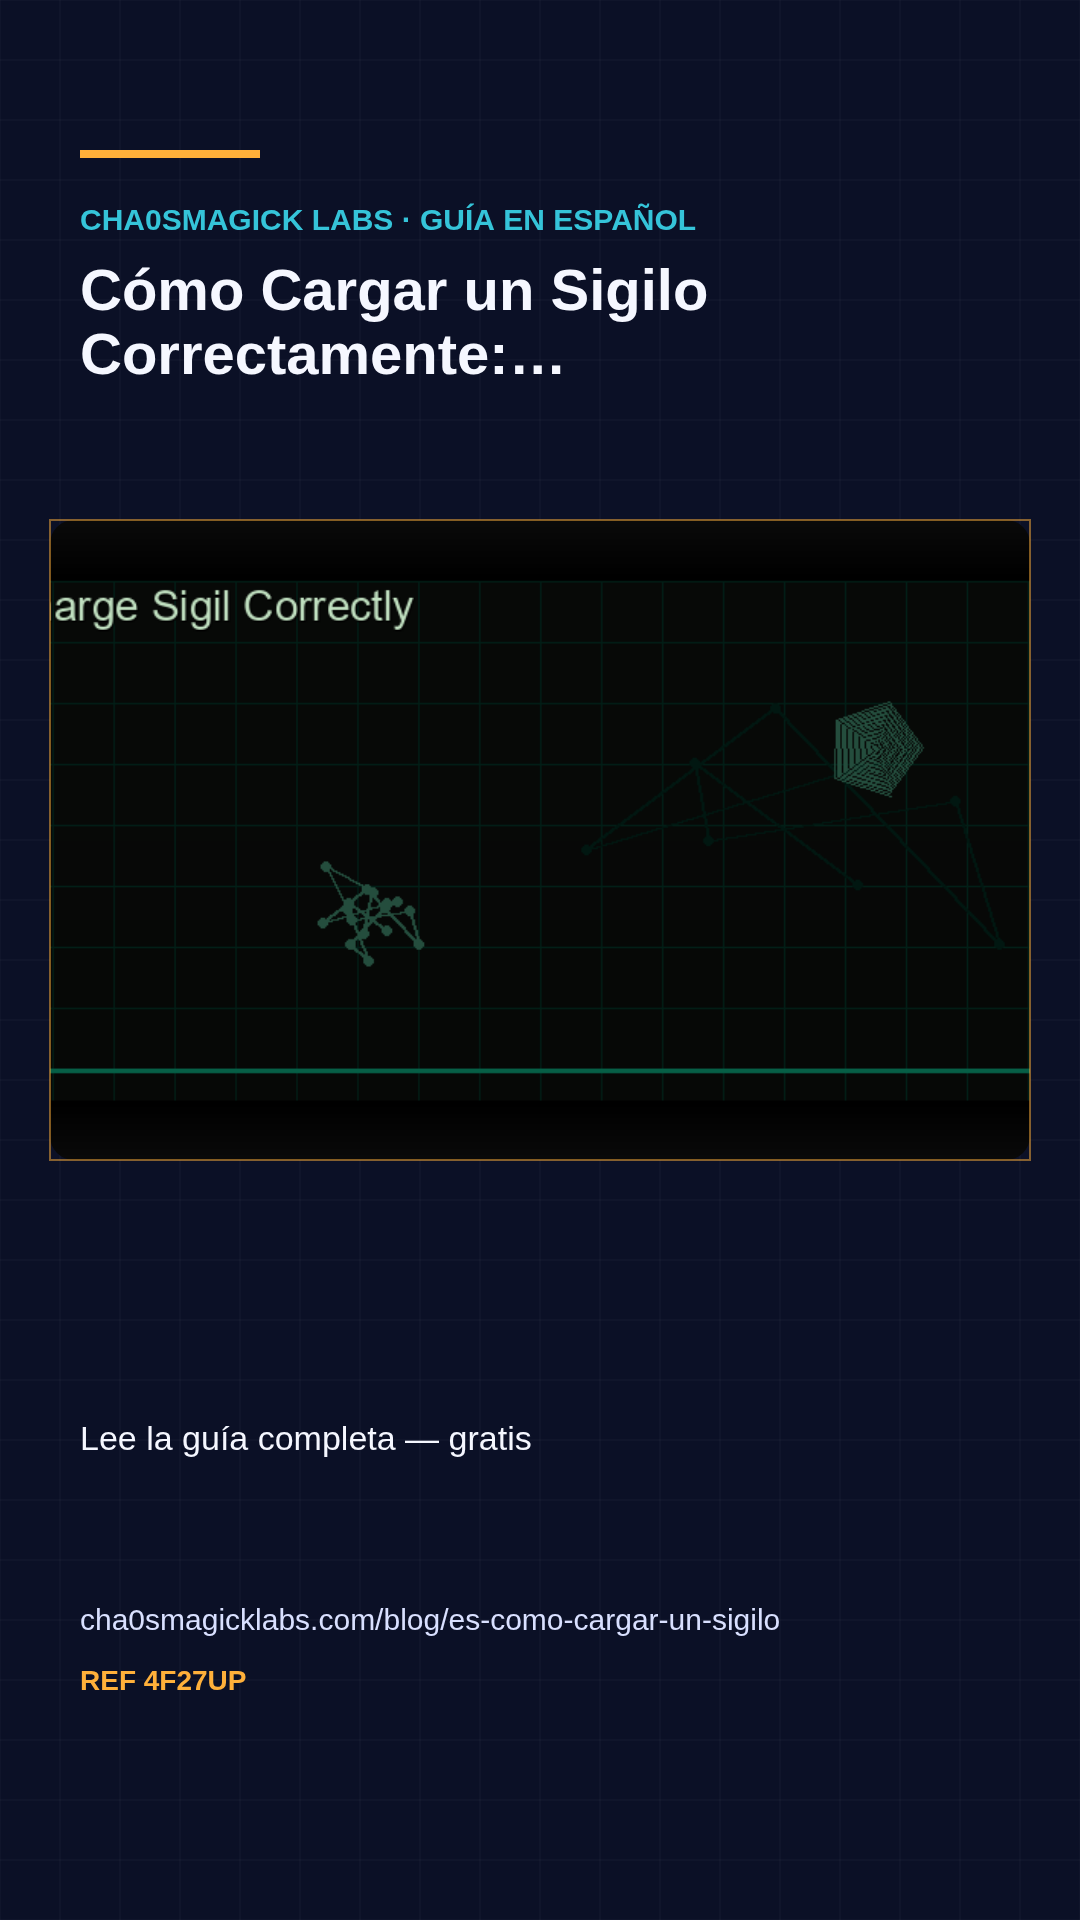 CHA0SMAGICK LABS · GUÍA EN ESPAÑOL
Cómo Cargar un Sigilo
Correctamente:…
arge Sigil Correctly
Lee la guía completa — gratis
cha0smagicklabs.com/blog/es-como-cargar-un-sigilo
REF 4F27UP